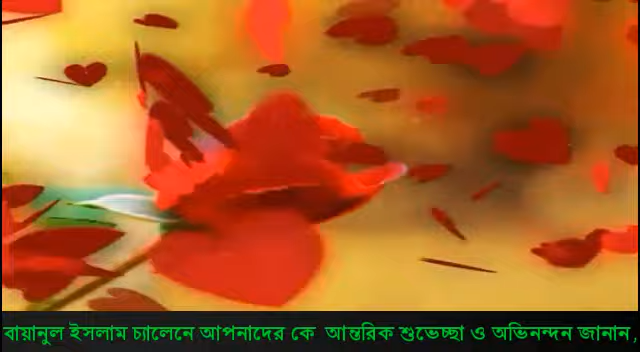 বায়ানুল ইসলাম চ্যালেনে আপনাদের কে আন্তরিক শুভেচ্ছা ও অভিনন্দন জানান,